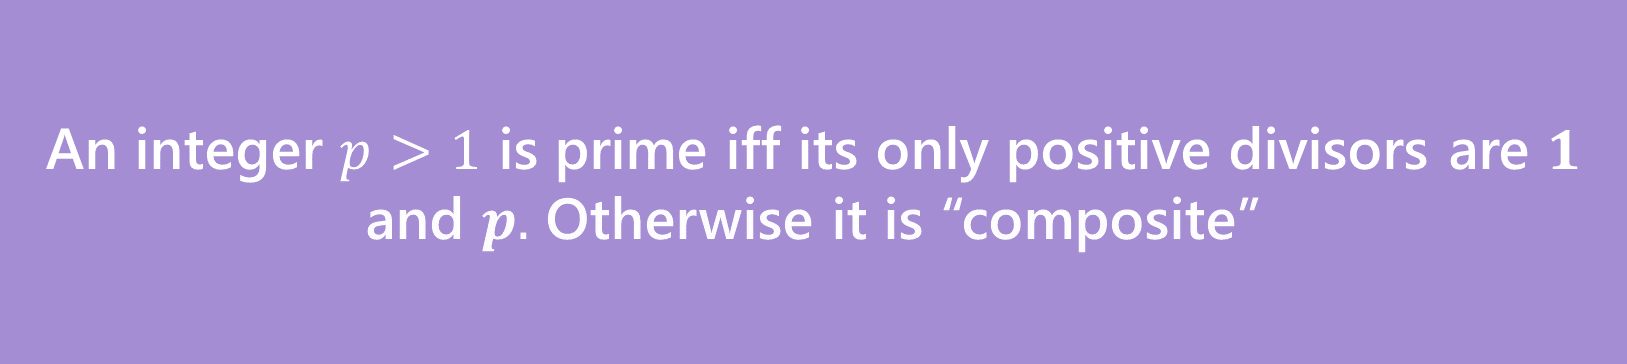 An integer p > 1 is prime iff its only positive divisors are 1
and p. Otherwise it is “composite”